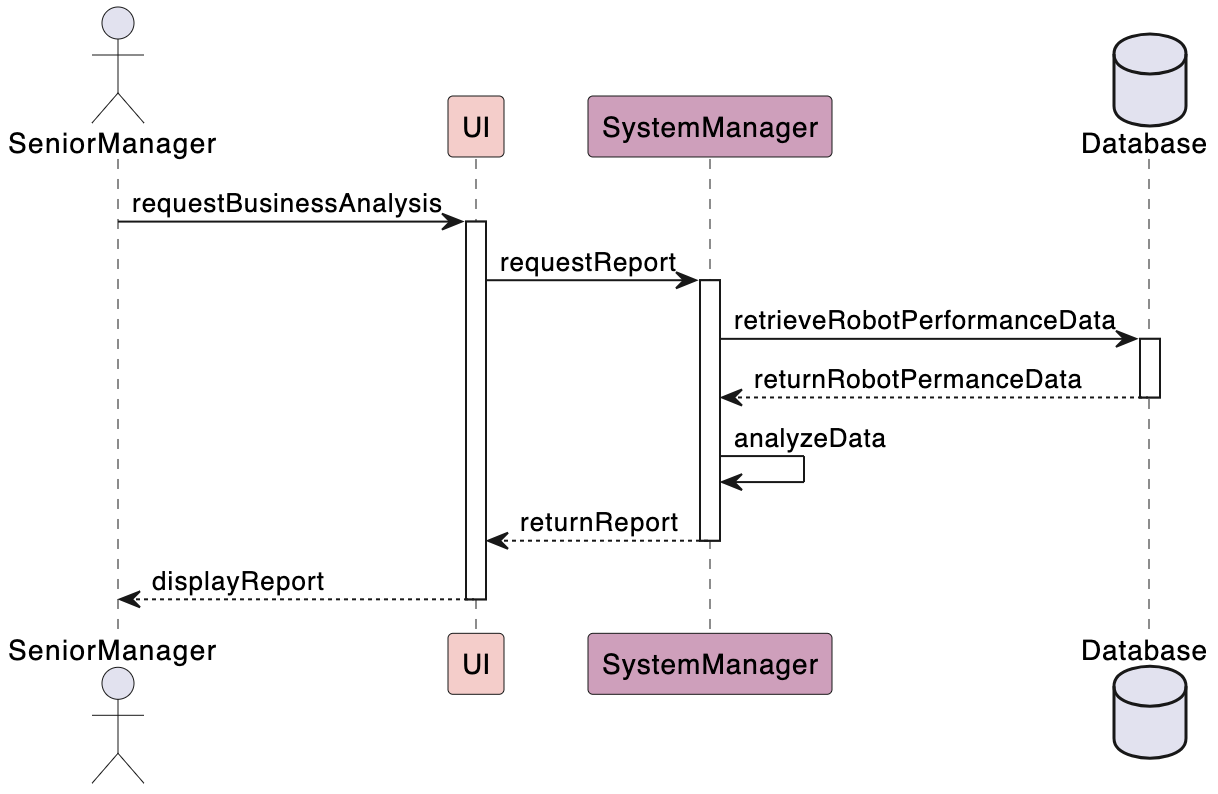 SeniorManager
UI
SystemManager
Database
requestBusinessAnalysis
requestReport
retrieveRobotPerformanceData
returnRobotPermanceData
analyzeData
returnReport
displayReport
SeniorManager
UI
SystemManager
Database